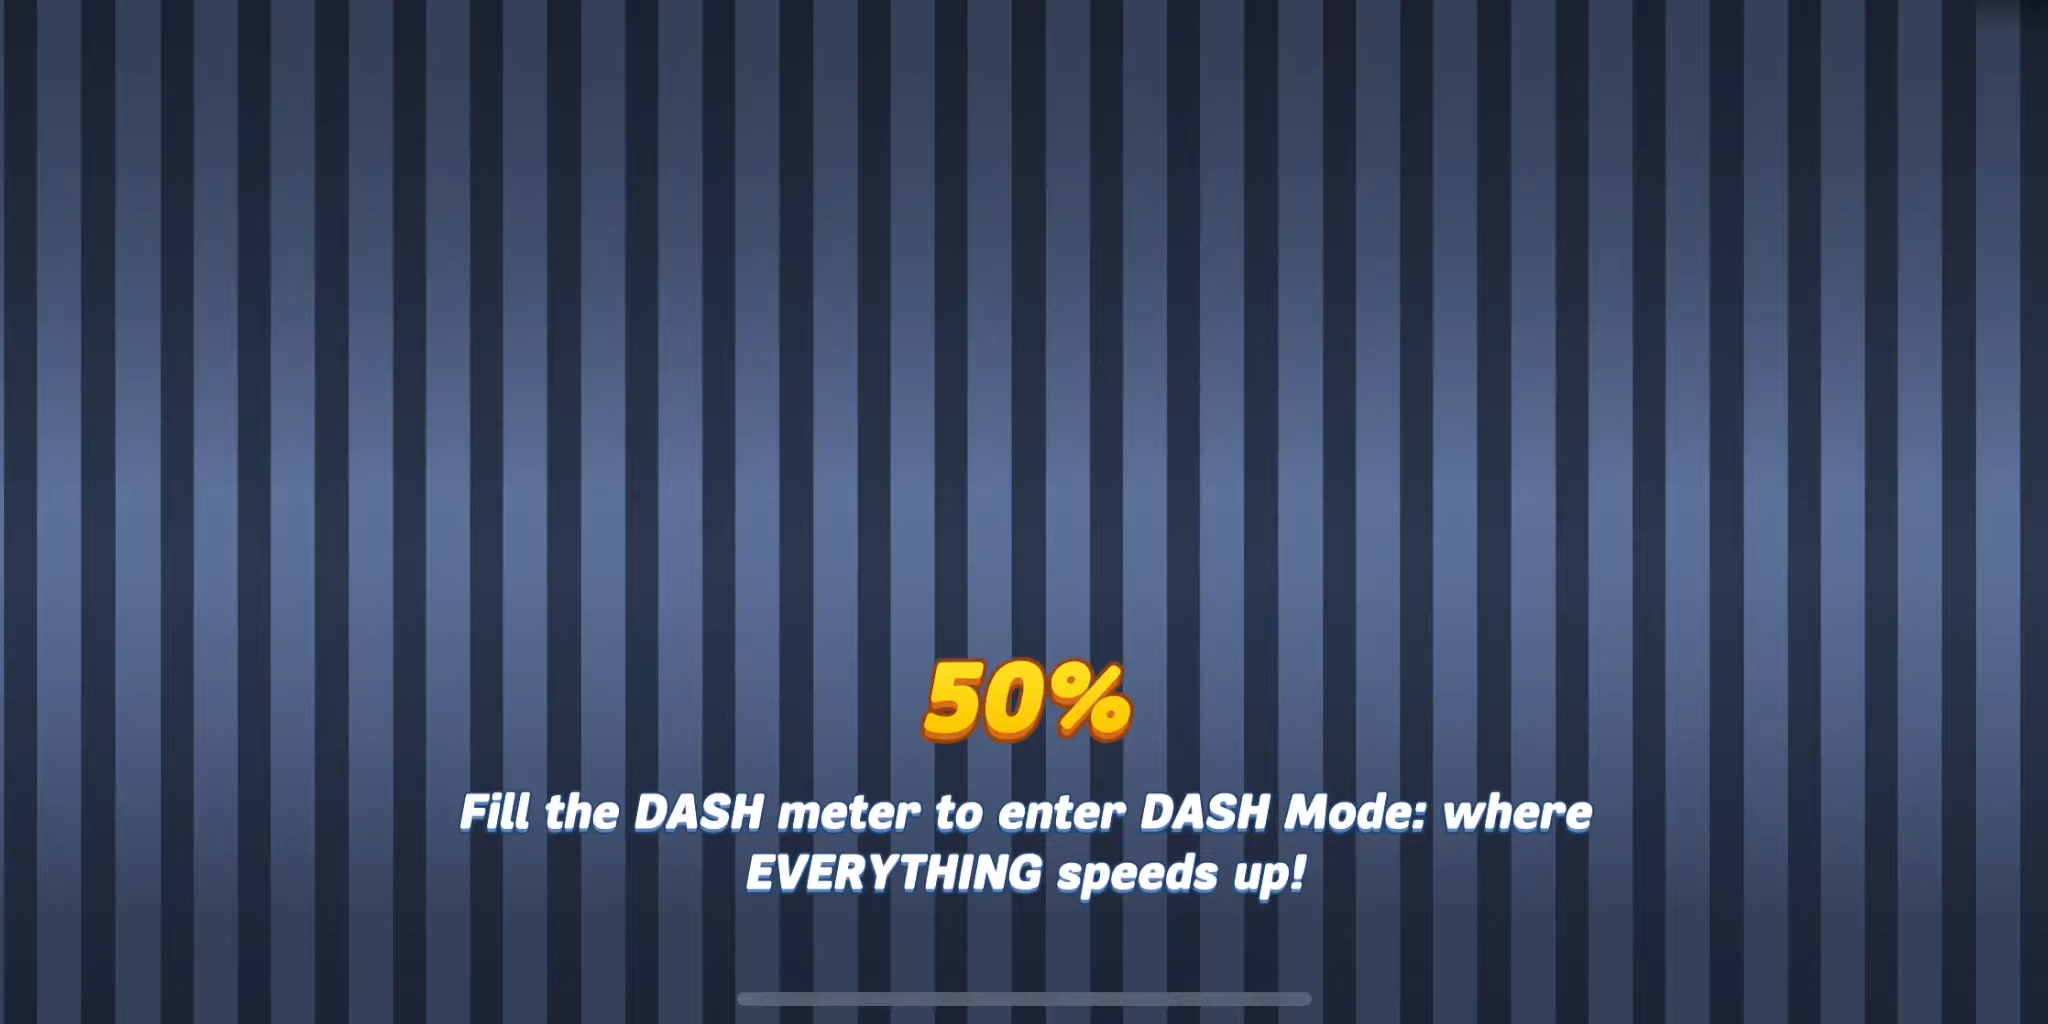 50%
Fill the DASH meter to enter DASH Mode: where
EVERYTHING speeds up!